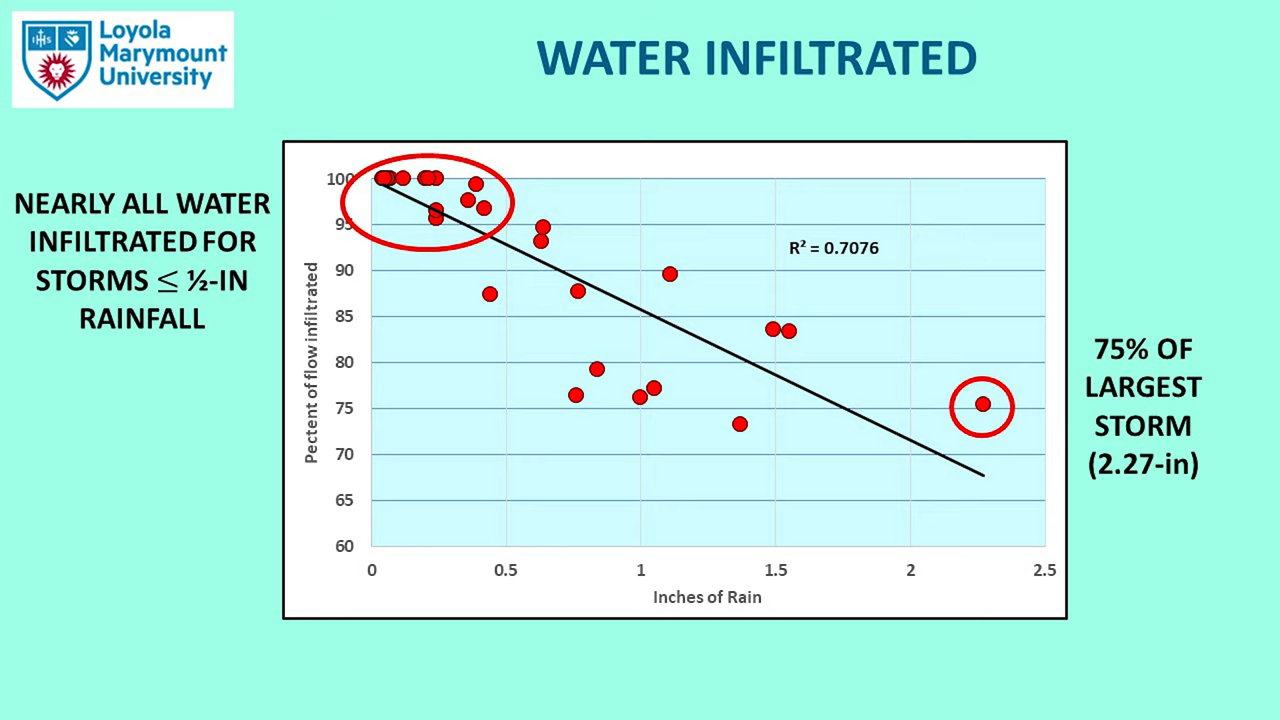 Loyola
Marymount
University
IHS
WATER INFILTRATED
NEARLY ALL WATER
INFILTRATED FOR
STORMS ≤ ½-IN
RAINFALL
100
95
90
85
80
75
70
65
60
Pectent of flow infiltrated
R² = 0.7076
0 0.5 1 1.5 2 2.5
Inches of Rain
75% OF
LARGEST
STORM
(2.27-in)